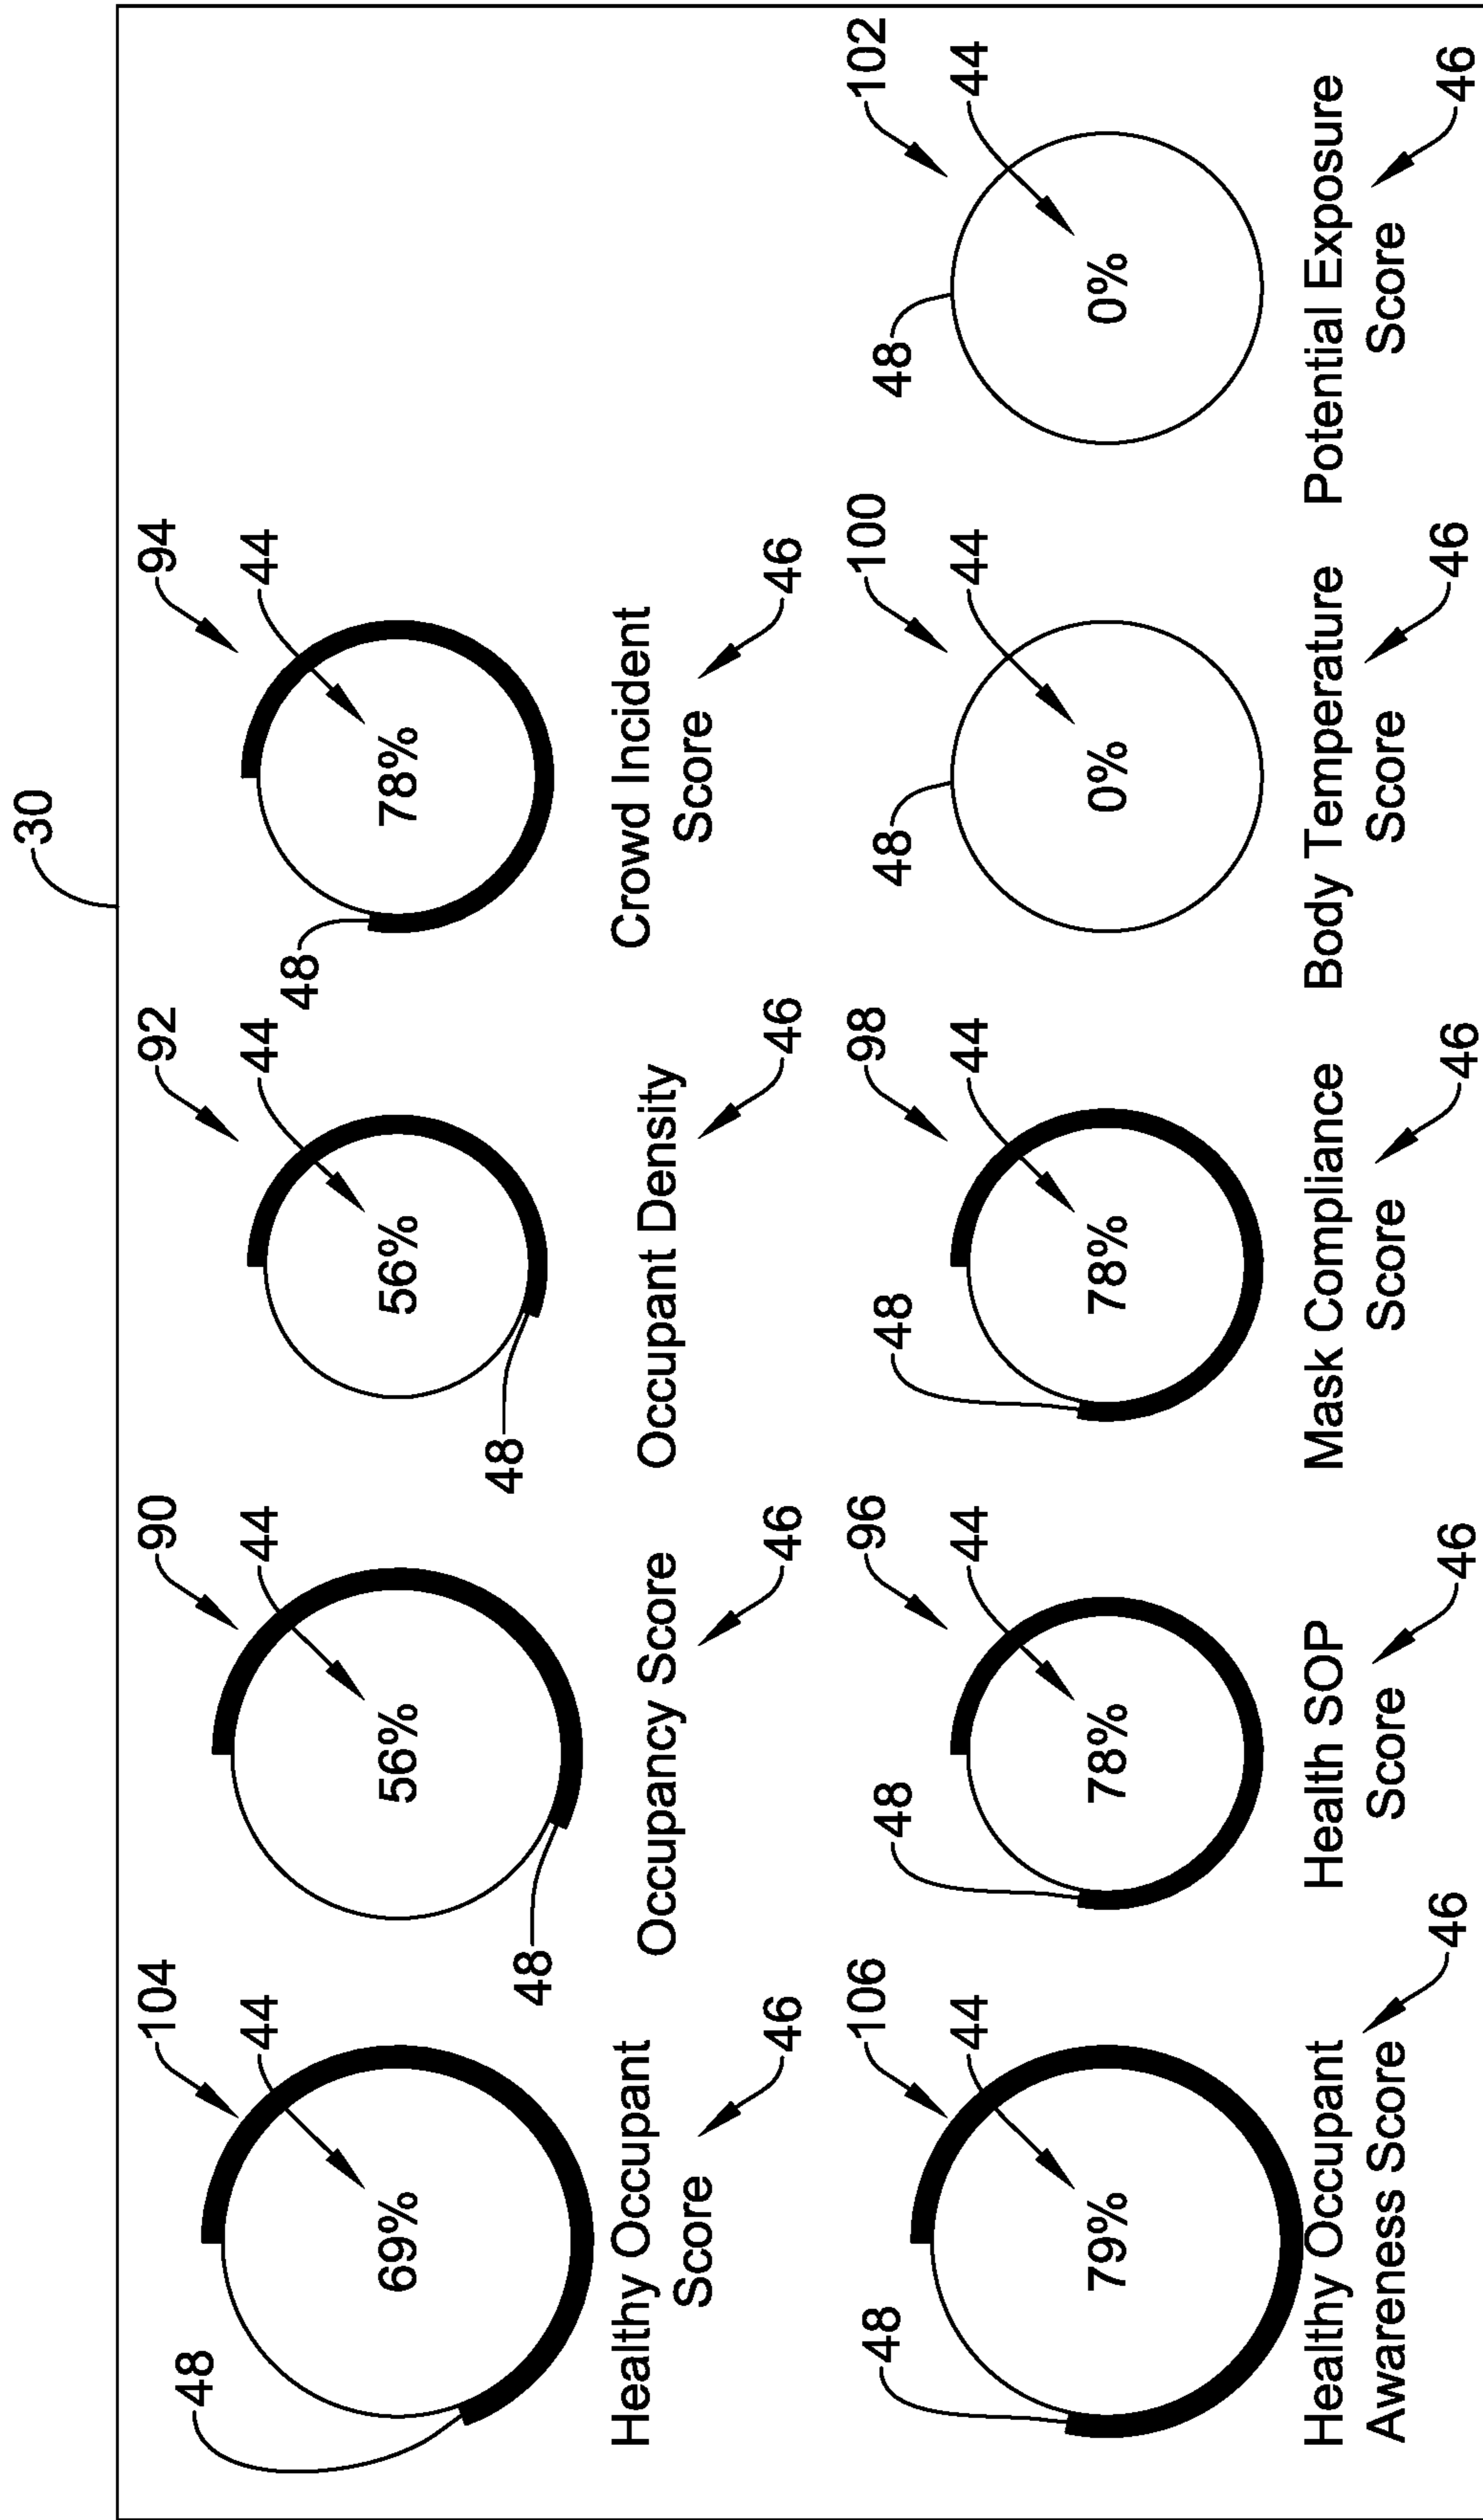 30
104
90
92
94
44
44
44
44
48
69%
56%
56%
78%
48
48
48
Healthy Occupant
Score
Occupancy Score
Occupant Density
Crowd Incident
Score
46
46
46
46
106
96
98
100
102
44
44
44
44
44
48
48
48
48
48
79%
78%
78%
0%
0%
Healthy Occupant
Awareness Score
Health SOP
Score
Mask Compliance
Score
Body Temperature
Score
Potential Exposure
Score
46
46
46
46
46